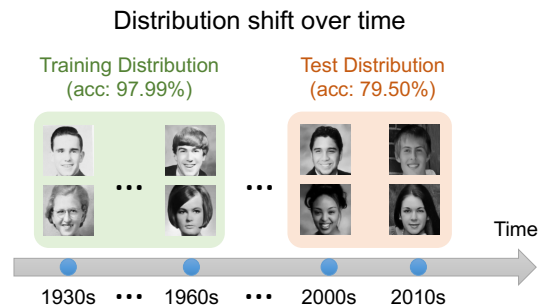 Distribution shift over time
Training Distribution
(acc: 97.99%)
Test Distribution
(acc: 79.50%)
... ...
Time
1930s ... 1960s ... 2000s 2010s